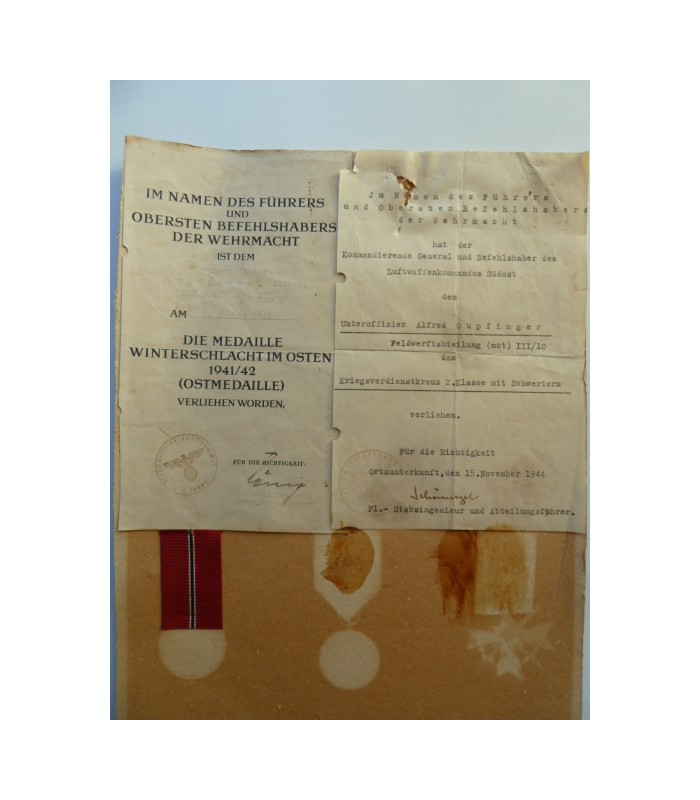 IM NAMEN DES FÜHRERS
UND
OBERSTEN BEFEHLSHABERS
DER WEHRMACHT
IST DEM
AM
DIE MEDAILLE
WINTERSCHLACHT IM OSTEN
1941/42
(OSTMEDAILLE)
VERLIEHEN WORDEN.
FÜR DIE RICHTIGKEIT:
Jm Namen des Führers
und Obersten Befehlshabers
der Wehrmacht
hat der
Kommandierende General und Befehlshaber des
Luftwaffenkommandos Südost
dem
Unteroffizier Alfred Gupfinger
Feldwerftabteilung (mot) III/10
das
Kriegsverdienstkreuz 2.Klasse mit Schwertern
verliehen.
Für die Richtigkeit
Ortsunterkunft, den 15.November 1944
Fl.- Stabsingenieur und Abteilungsführer.